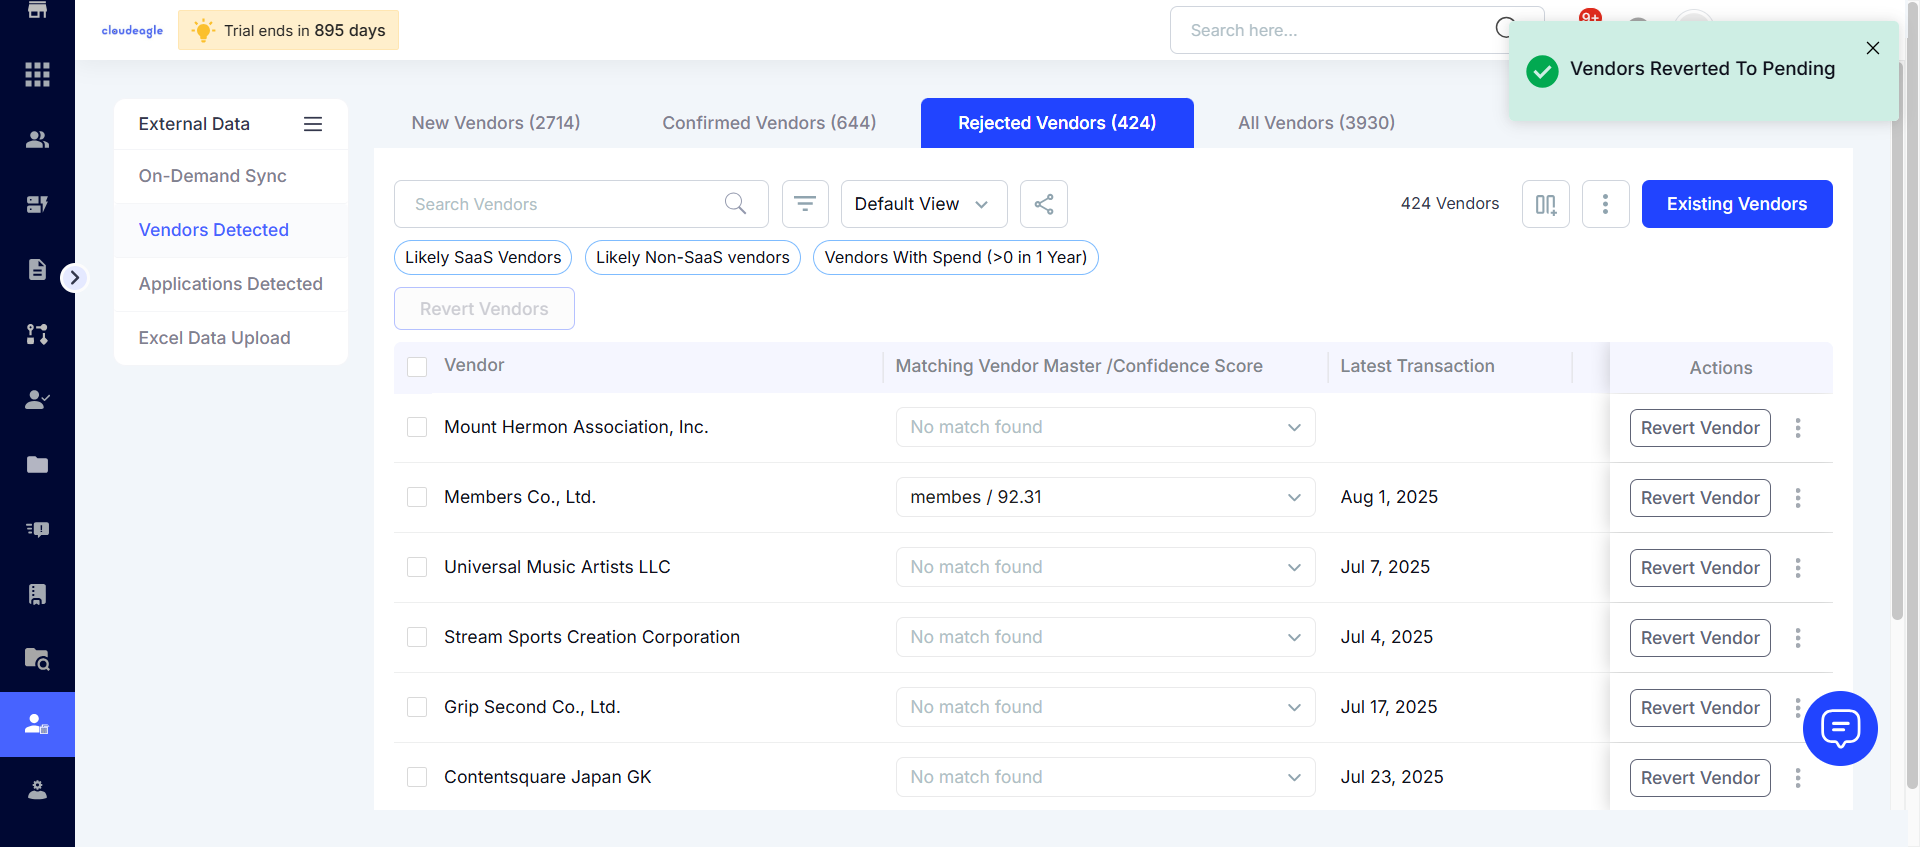 cloudeagle
Trial ends in 895 days
Search here...
9+
Vendors Reverted To Pending
External Data
On-Demand Sync
Vendors Detected
Applications Detected
Excel Data Upload
New Vendors (2714)
Confirmed Vendors (644)
Rejected Vendors (424)
All Vendors (3930)
Search Vendors
Default View
424 Vendors
Existing Vendors
Likely SaaS Vendors
Likely Non-SaaS vendors
Vendors With Spend (>0 in 1 Year)
Revert Vendors
Vendor
Matching Vendor Master /Confidence Score
Latest Transaction
Actions
Mount Hermon Association, Inc.
No match found
Revert Vendor
Members Co., Ltd.
membes / 92.31
Aug 1, 2025
Revert Vendor
Universal Music Artists LLC
No match found
Jul 7, 2025
Revert Vendor
Stream Sports Creation Corporation
No match found
Jul 4, 2025
Revert Vendor
Grip Second Co., Ltd.
No match found
Jul 17, 2025
Revert Vendor
Contentsquare Japan GK
No match found
Jul 23, 2025
Revert Vendor